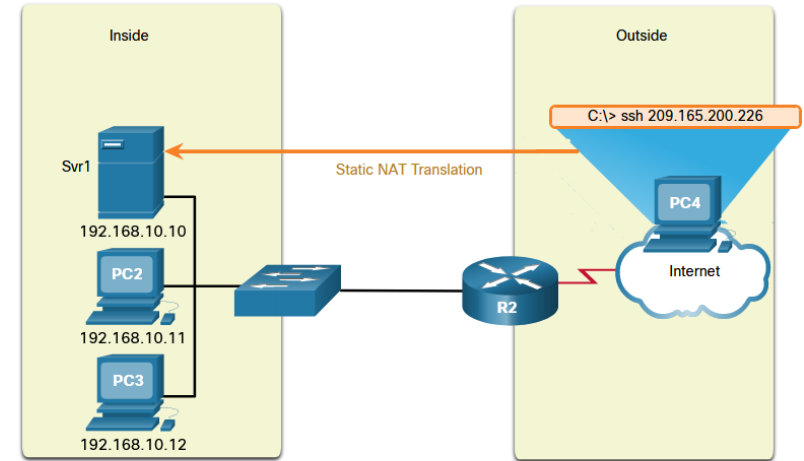 Inside
Outside
C:\> ssh 209.165.200.226
Static NAT Translation
Svr1
192.168.10.10
PC4
Internet
PC2
192.168.10.11
R2
PC3
192.168.10.12